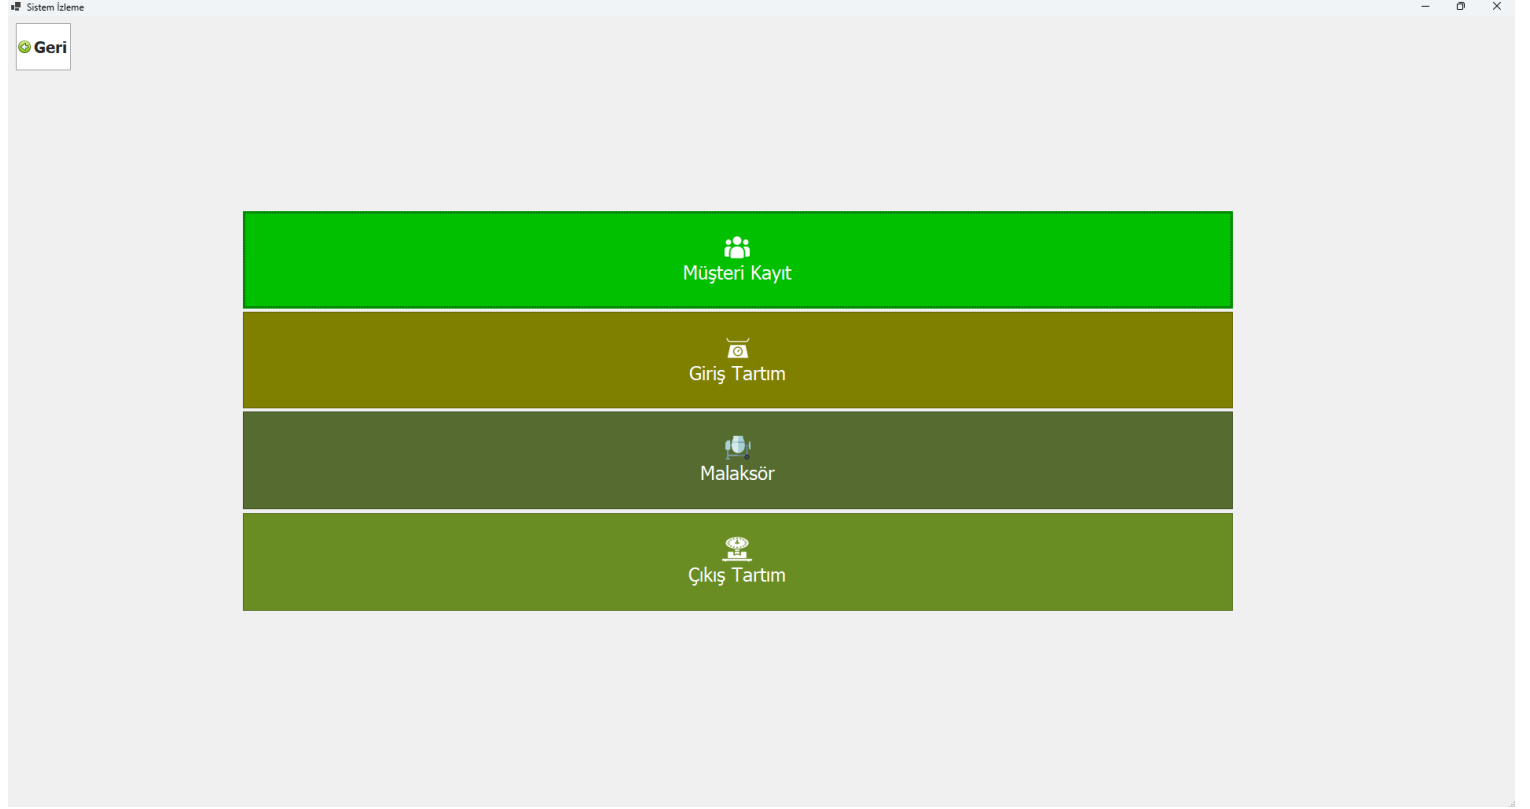 Sistem İzleme
Geri
Müşteri Kayıt
Giriş Tartım
Malaksör
Çıkış Tartım